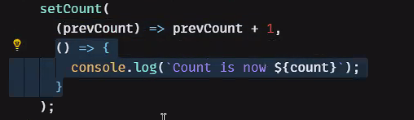 setCount(
(prevCount) => prevCount + 1,
() => {
console.log(`Count is now ${count}`);
}
);